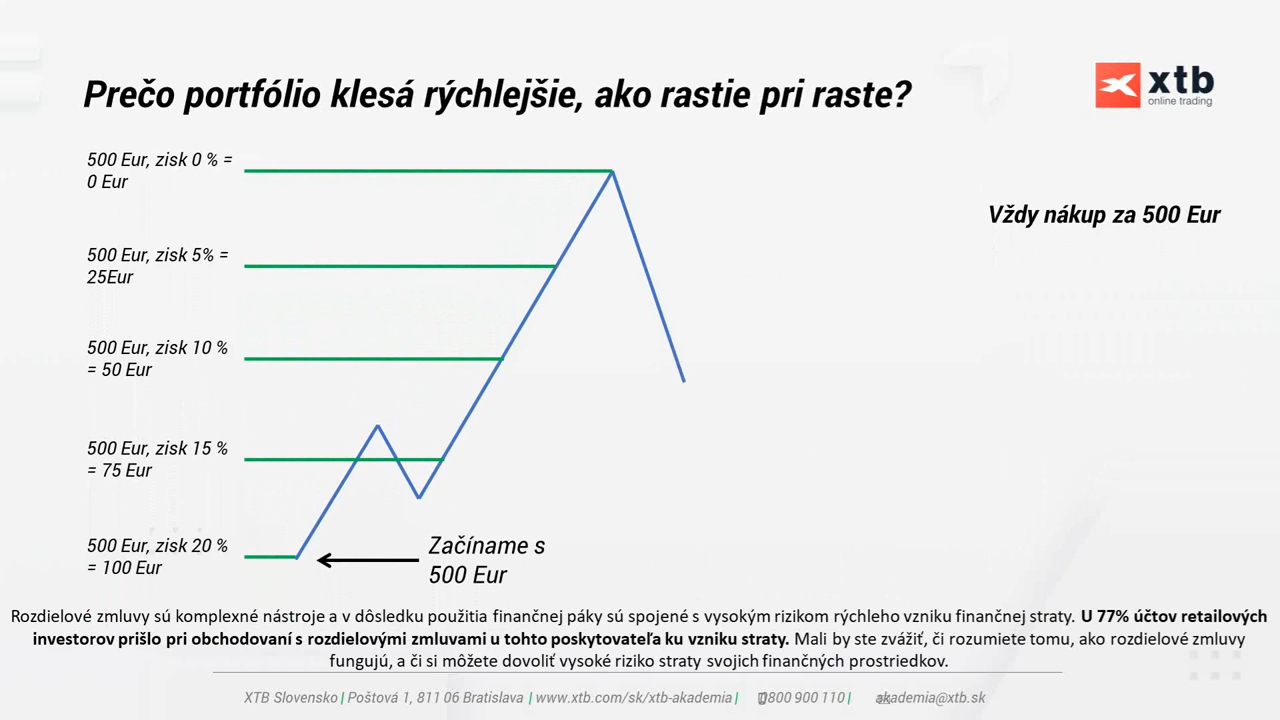 Prečo portfólio klesá rýchlejšie, ako rastie pri raste?
xtb
online trading
500 Eur, zisk 0 % =
0 Eur
Vždy nákup za 500 Eur
500 Eur, zisk 5% =
25Eur
500 Eur, zisk 10 %
= 50 Eur
500 Eur, zisk 15 %
= 75 Eur
500 Eur, zisk 20 %
= 100 Eur
Začíname s
500 Eur
Rozdielové zmluvy sú komplexné nástroje a v dôsledku použitia finančnej páky sú spojené s vysokým rizikom rýchleho vzniku finančnej straty. U 77% účtov retailových
investorov prišlo pri obchodovaní s rozdielovými zmluvami u tohto poskytovateľa ku vzniku straty. Mali by ste zvážiť, či rozumiete tomu, ako rozdielové zmluvy
fungujú, a či si môžete dovoliť vysoké riziko straty svojich finančných prostriedkov.
XTB Slovensko | Poštová 1, 811 06 Bratislava | www.xtb.com/sk/xtb-akademia | 0800 900 110 | akademia@xtb.sk